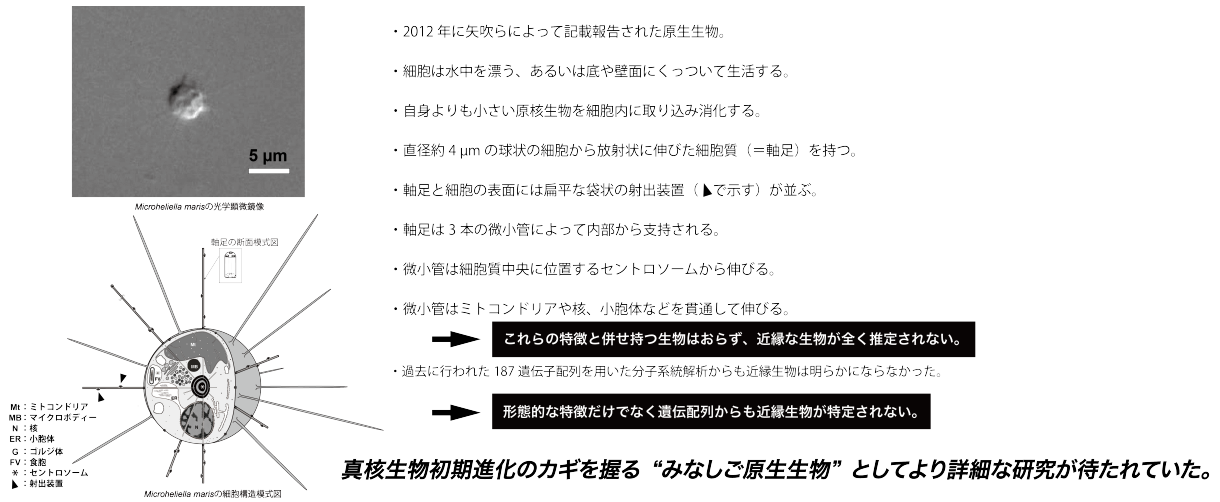 5 μm
Microheliella marisの光学顕微鏡像
軸足の断面模式図
Mt
ER
FV
G
N
Mt：ミトコンドリア
MB：マイクロボディー
N ：核
ER：小胞体
G ：ゴルジ体
FV：食胞
＊：セントロソーム
：射出装置
Microheliella marisの細胞構造模式図
・2012 年に矢吹らによって記載報告された原生生物。
・細胞は水中を漂う、あるいは底や壁面にくっついて生活する。
・自身よりも小さい原核生物を細胞内に取り込み消化する。
・直径約 4 μm の球状の細胞から放射状に伸びた細胞質（＝軸足）を持つ。
・軸足と細胞の表面には扁平な袋状の射出装置（ で示す）が並ぶ。
・軸足は 3 本の微小管によって内部から支持される。
・微小管は細胞質中央に位置するセントロソームから伸びる。
・微小管はミトコンドリアや核、小胞体などを貫通して伸びる。
これらの特徴と併せ持つ生物はおらず、近縁な生物が全く推定されない。
・過去に行われた 187 遺伝子配列を用いた分子系統解析からも近縁生物は明らかにならなかった。
形態的な特徴だけでなく遺伝配列からも近縁生物が特定されない。
真核生物初期進化のカギを握る “みなしご原生生物” としてより詳細な研究が待たれていた。